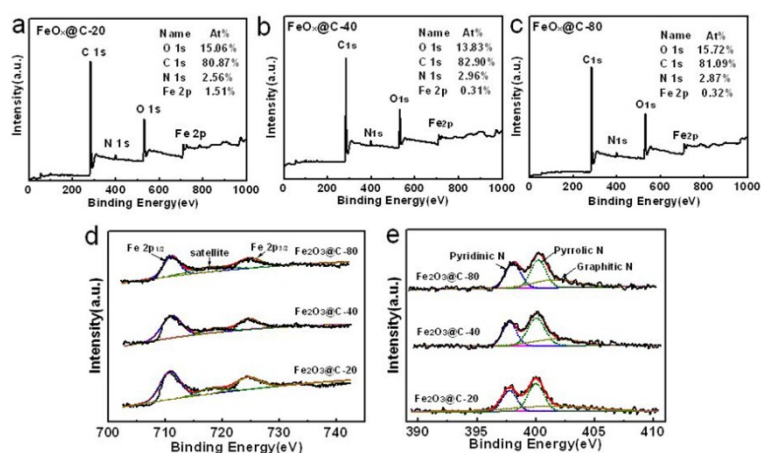 a
FeOx@C-20
Name At%
O 1s 15.06%
C 1s 80.87%
N 1s 2.56%
Fe 2p 1.51%
C 1s
O 1s
N 1s
Fe 2p
Intensity(a.u.)
0 200 400 600 800 1000
Binding Energy(eV)
b
FeOx@C-40
Name At%
O 1s 13.83%
C 1s 82.90%
N 1s 2.96%
Fe 2p 0.31%
C1s
O1s
N1s
Fe2p
Intensity(a.u.)
0 200 400 600 800 1000
Binding Energy(eV)
c
FeOx@C-80
Name At%
O 1s 15.72%
C 1s 81.09%
N 1s 2.87%
Fe 2p 0.32%
C1s
O1s
N1s
Fe2p
Intensity(a.u.)
0 200 400 600 800 1000
Binding Energy(eV)
d
Fe 2p1/2
satellite
Fe 2p1/2
Fe2O3@C-80
Fe2O3@C-40
Fe2O3@C-20
Intensity(a.u.)
700 710 720 730 740
Binding Energy(eV)
e
Pyridinic N
Pyrrolic N
Graphitic N
Fe2O3@C-80
Fe2O3@C-40
Fe2O3@C-20
Intensity(a.u.)
390 395 400 405 410
Binding Energy(eV)